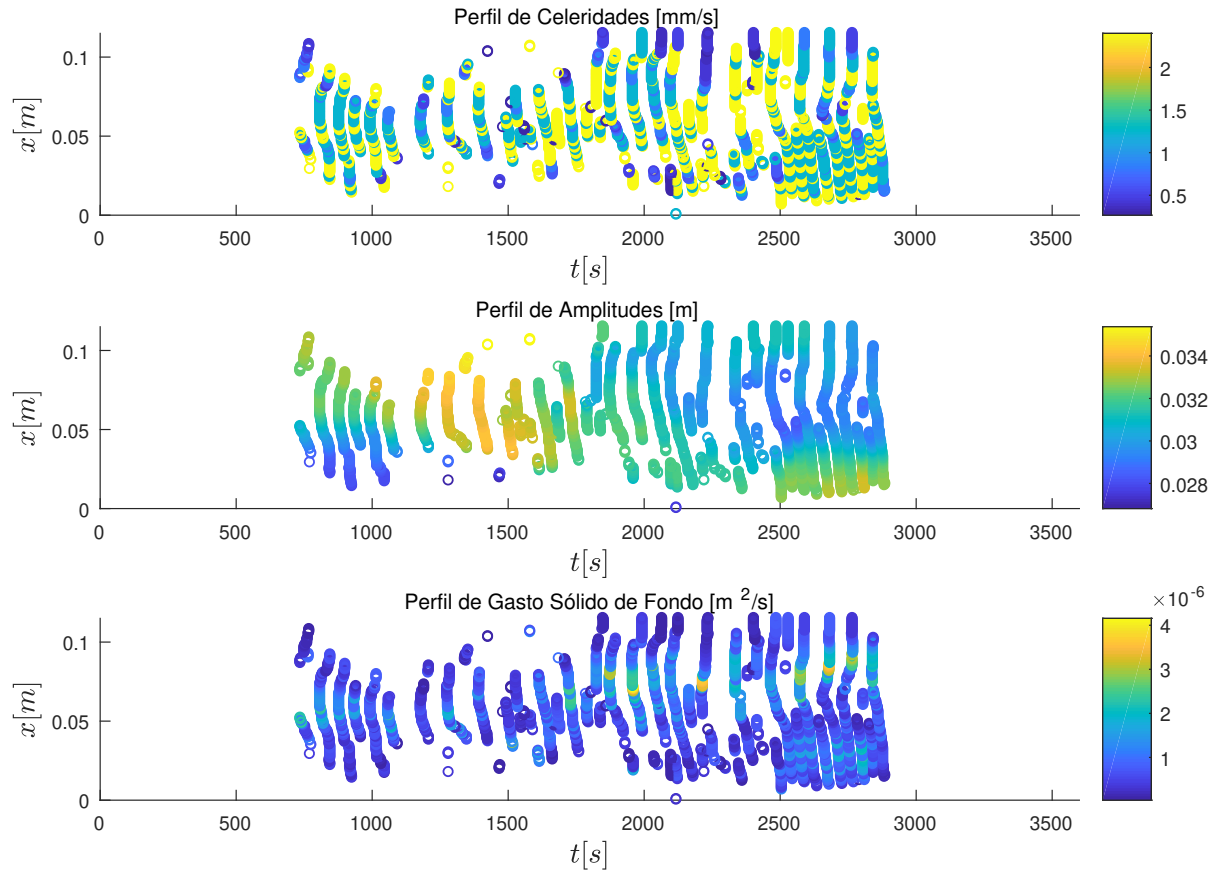 Perfil de Celeridades [mm/s]
x[m]
0.1
0.05
0
0 500 1000 1500 2000 2500 3000 3500
t[s]
2
1.5
1
0.5
Perfil de Amplitudes [m]
x[m]
0.1
0.05
0
0 500 1000 1500 2000 2500 3000 3500
t[s]
0.034
0.032
0.03
0.028
Perfil de Gasto Sólido de Fondo [m ²/s]
x[m]
0.1
0.05
0
0 500 1000 1500 2000 2500 3000 3500
t[s]
×10⁻⁶
4
3
2
1